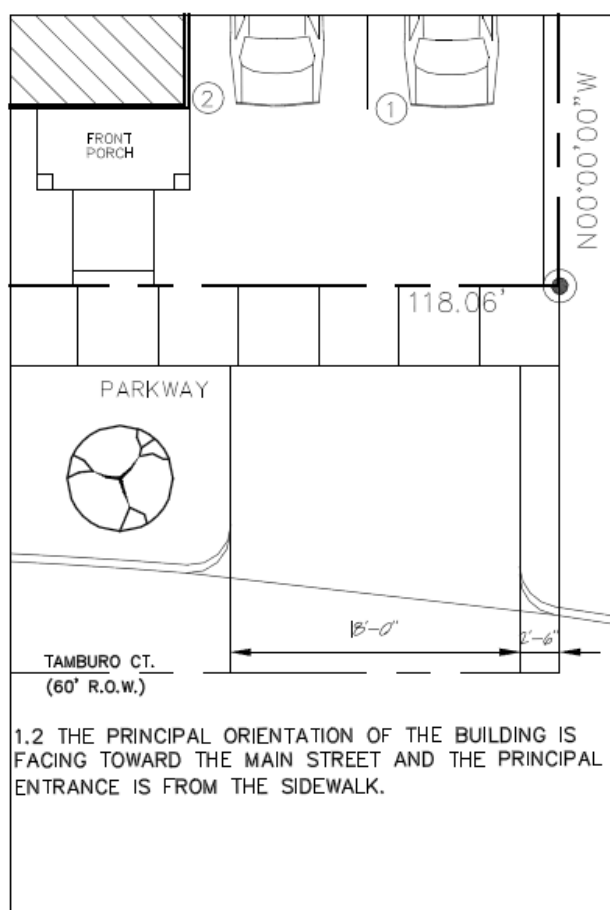 2
1
FRONT
PORCH
N00°00'00"W
118.06'
PARKWAY
18'-0"
2'-6"
TAMBURO CT.
(60' R.O.W.)
1.2 THE PRINCIPAL ORIENTATION OF THE BUILDING IS
FACING TOWARD THE MAIN STREET AND THE PRINCIPAL
ENTRANCE IS FROM THE SIDEWALK.